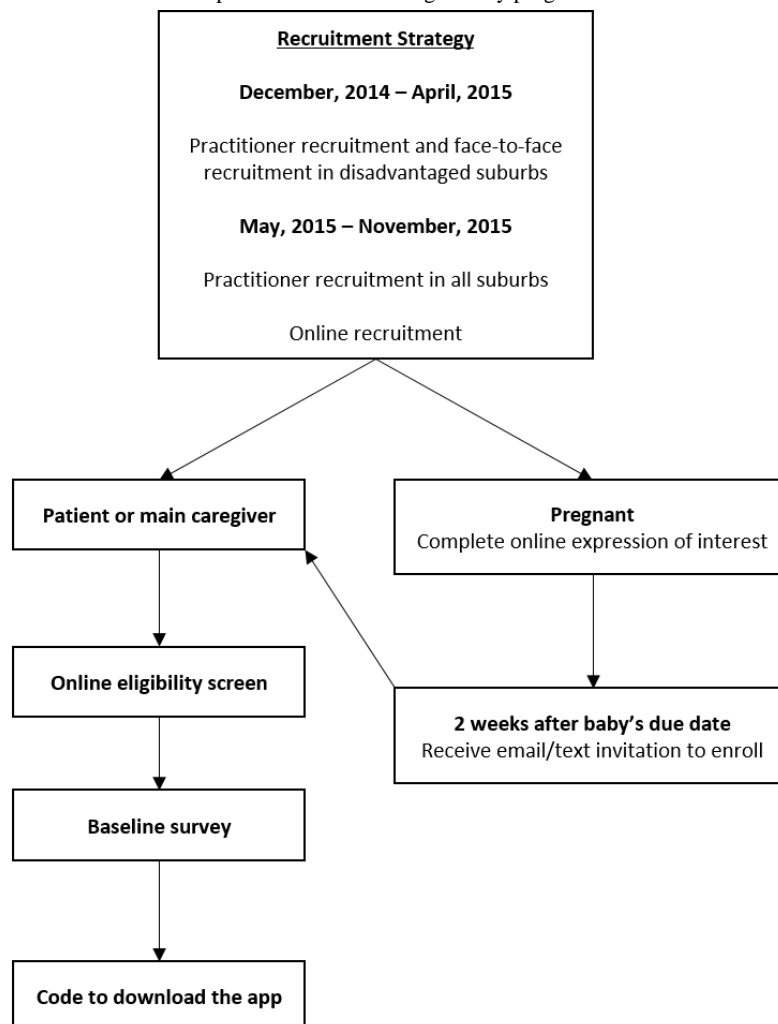 Recruitment Strategy
December, 2014 – April, 2015
Practitioner recruitment and face-to-face
recruitment in disadvantaged suburbs
May, 2015 – November, 2015
Practitioner recruitment in all suburbs
Online recruitment
Patient or main caregiver
Pregnant
Complete online expression of interest
Online eligibility screen
2 weeks after baby’s due date
Receive email/text invitation to enroll
Baseline survey
Code to download the app